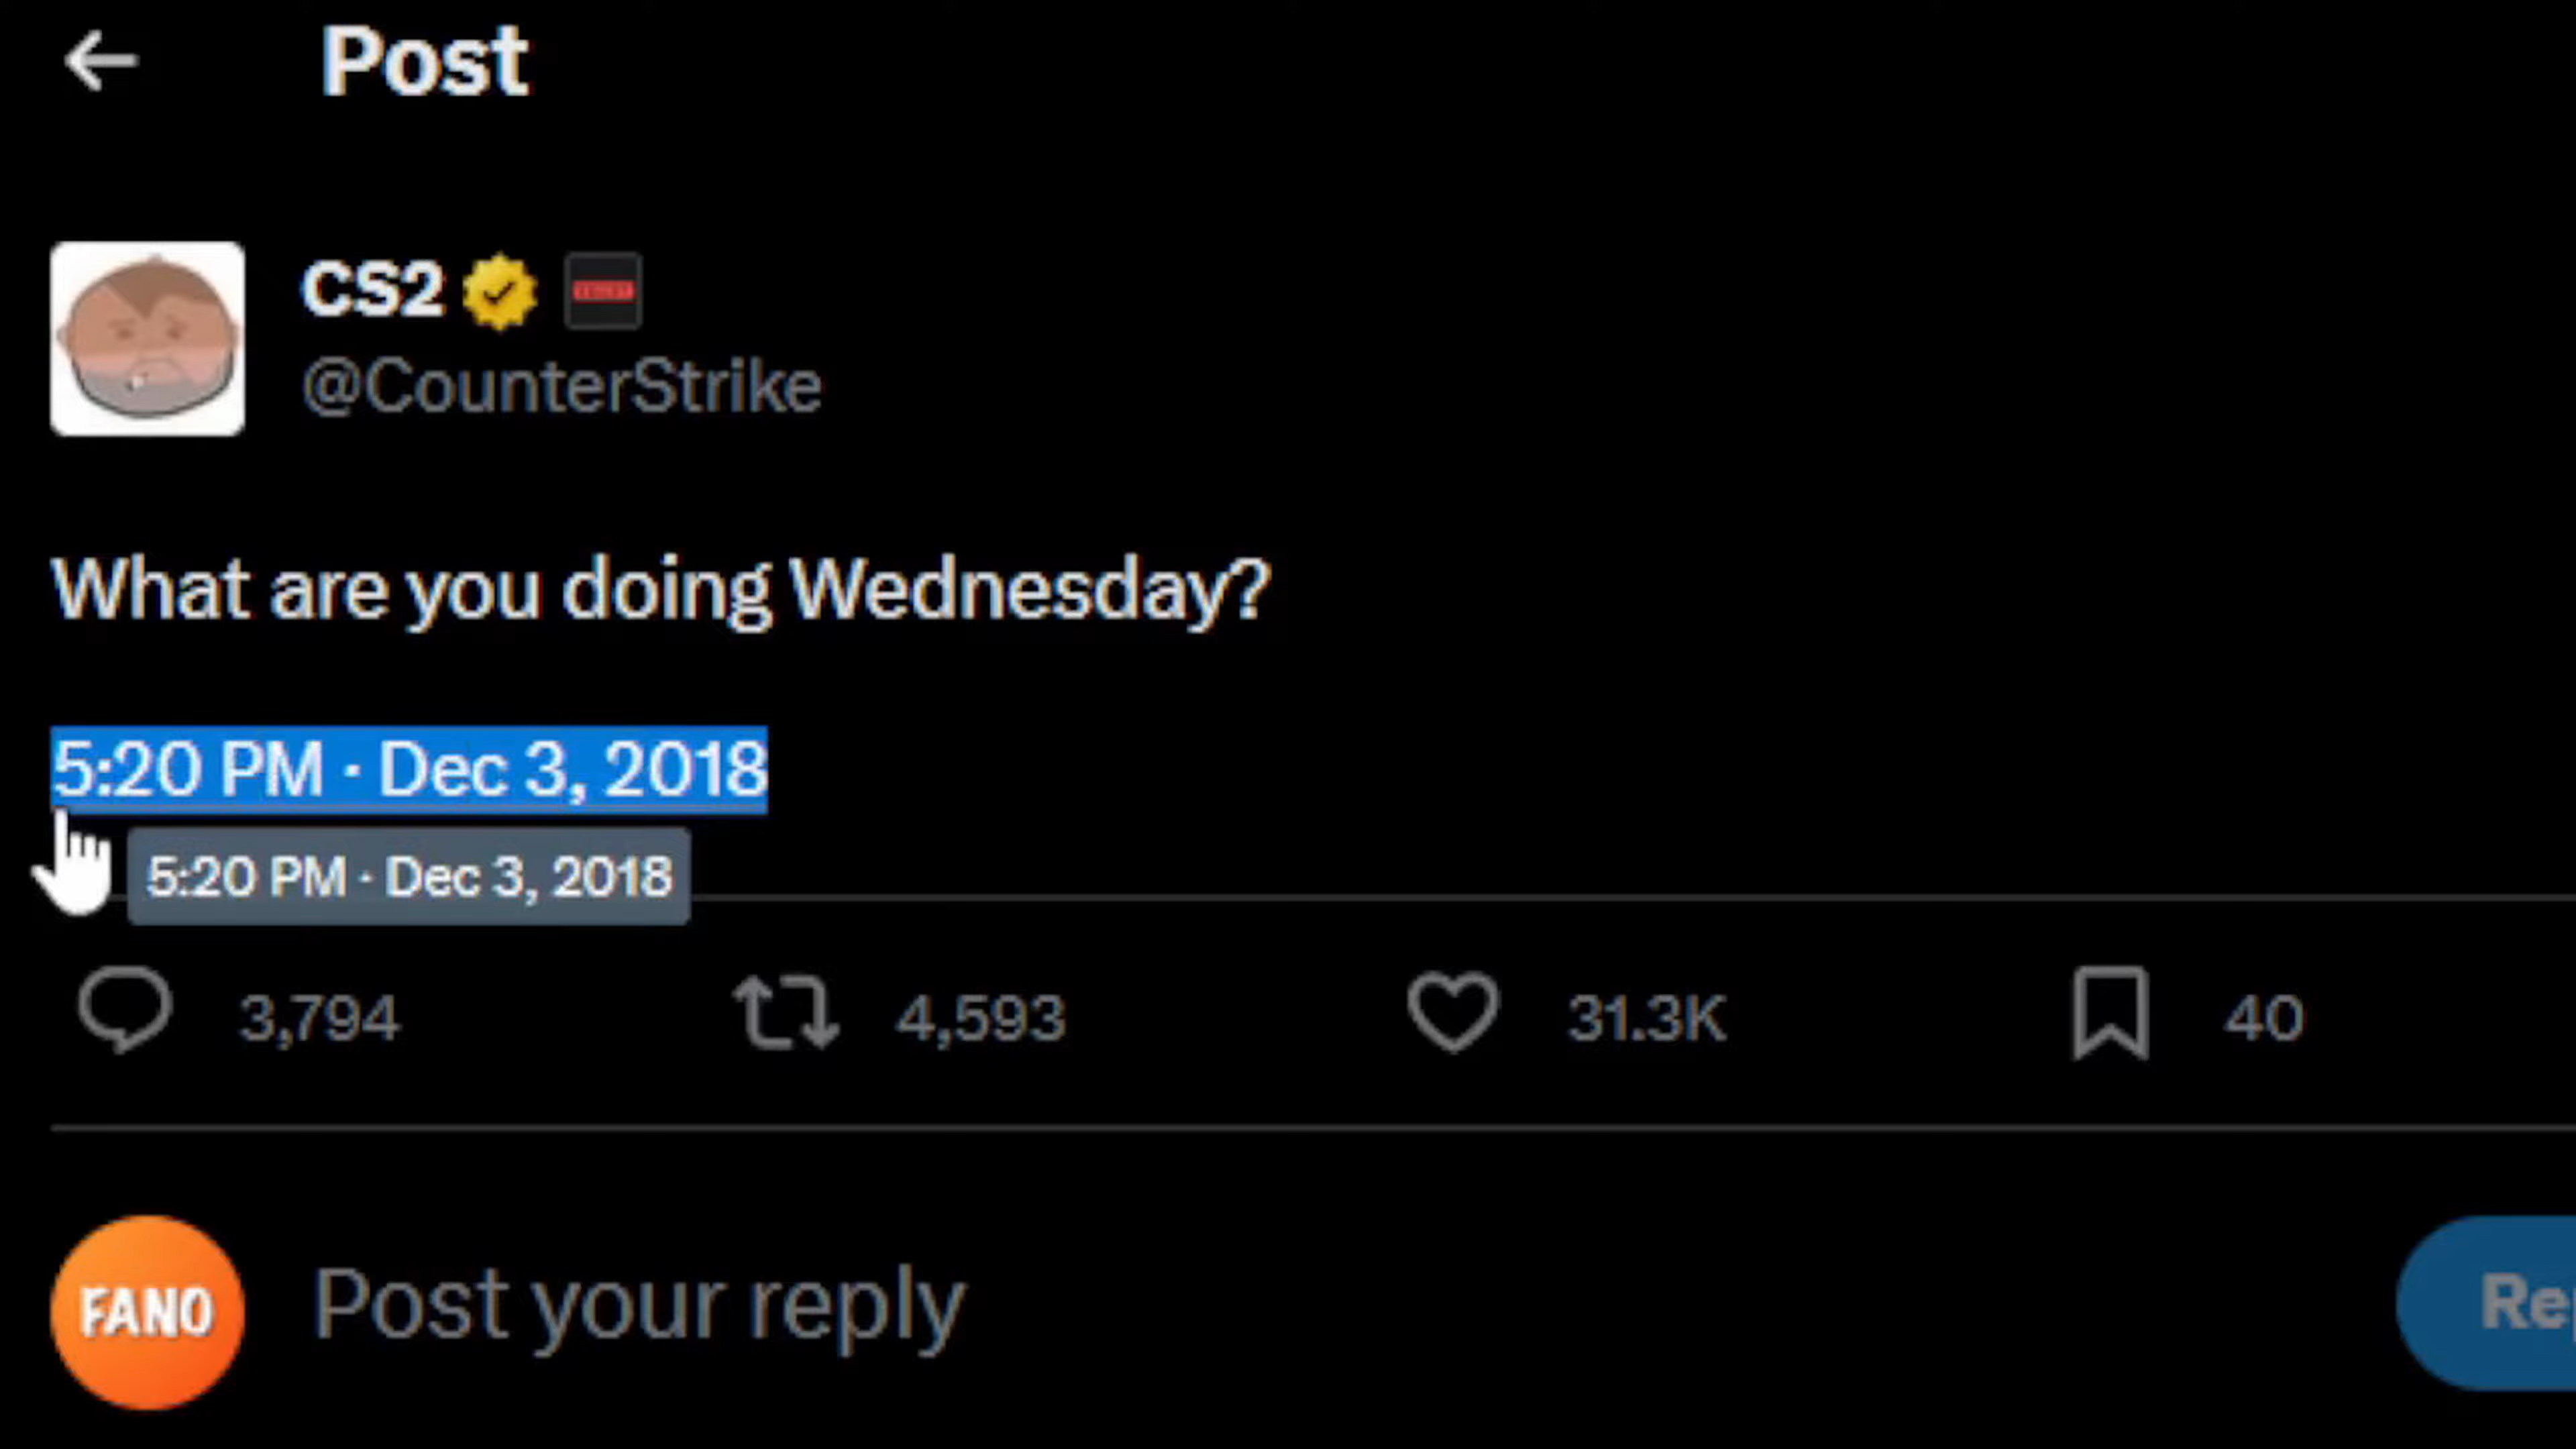 Post
CS2
@CounterStrike
What are you doing Wednesday?
5:20 PM · Dec 3, 2018
5:20 PM · Dec 3, 2018
3,794 4,593 31.3K 40
FANO Post your reply Rep